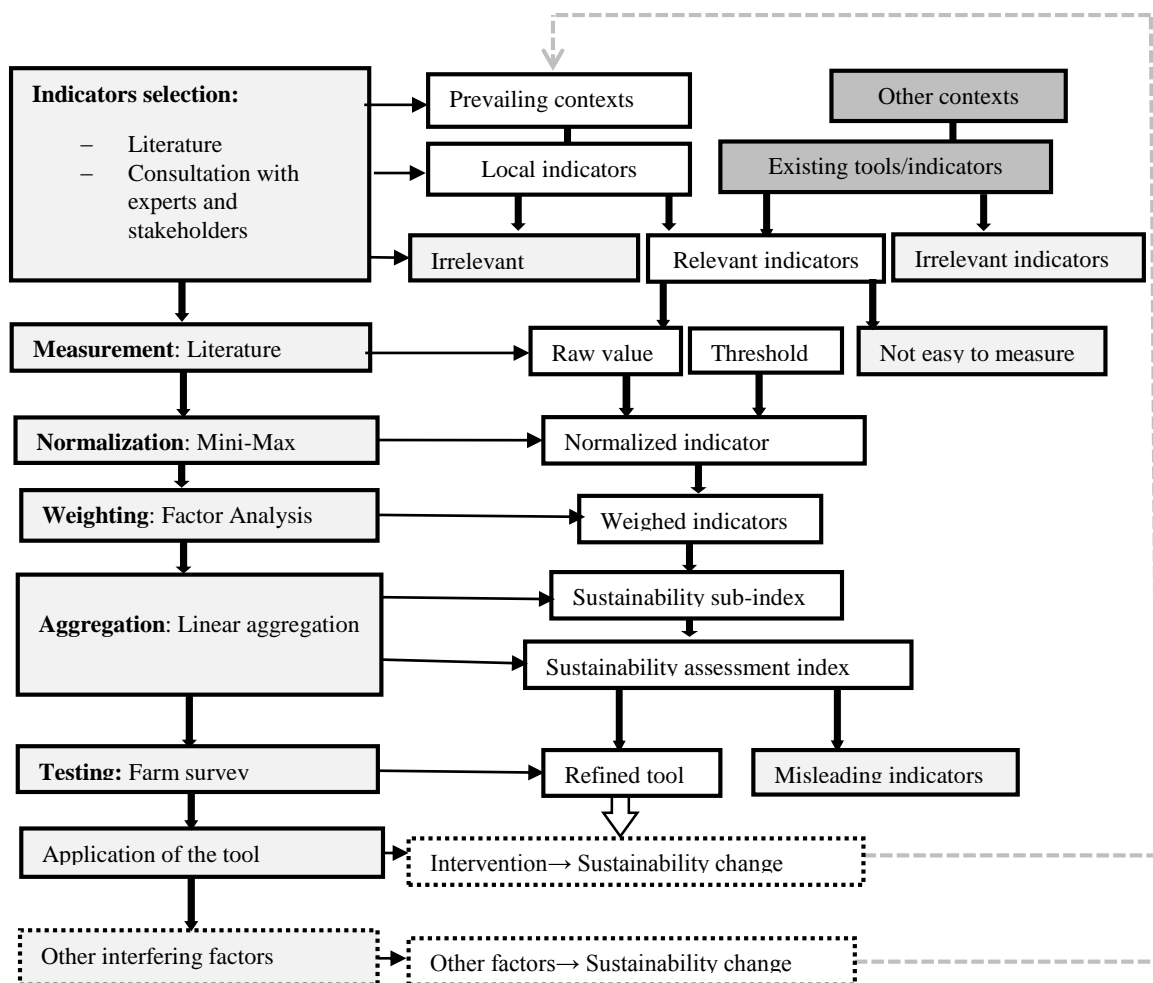 Indicators selection:
– Literature
– Consultation with
experts and
stakeholders
Prevailing contexts
Other contexts
Local indicators
Existing tools/indicators
Irrelevant
Relevant indicators
Irrelevant indicators
Measurement: Literature
Raw value
Threshold
Not easy to measure
Normalization: Mini-Max
Normalized indicator
Weighting: Factor Analysis
Weighed indicators
Aggregation: Linear aggregation
Sustainability sub-index
Sustainability assessment index
Testing: Farm survey
Refined tool
Misleading indicators
Application of the tool
Intervention→ Sustainability change
Other interfering factors
Other factors→ Sustainability change